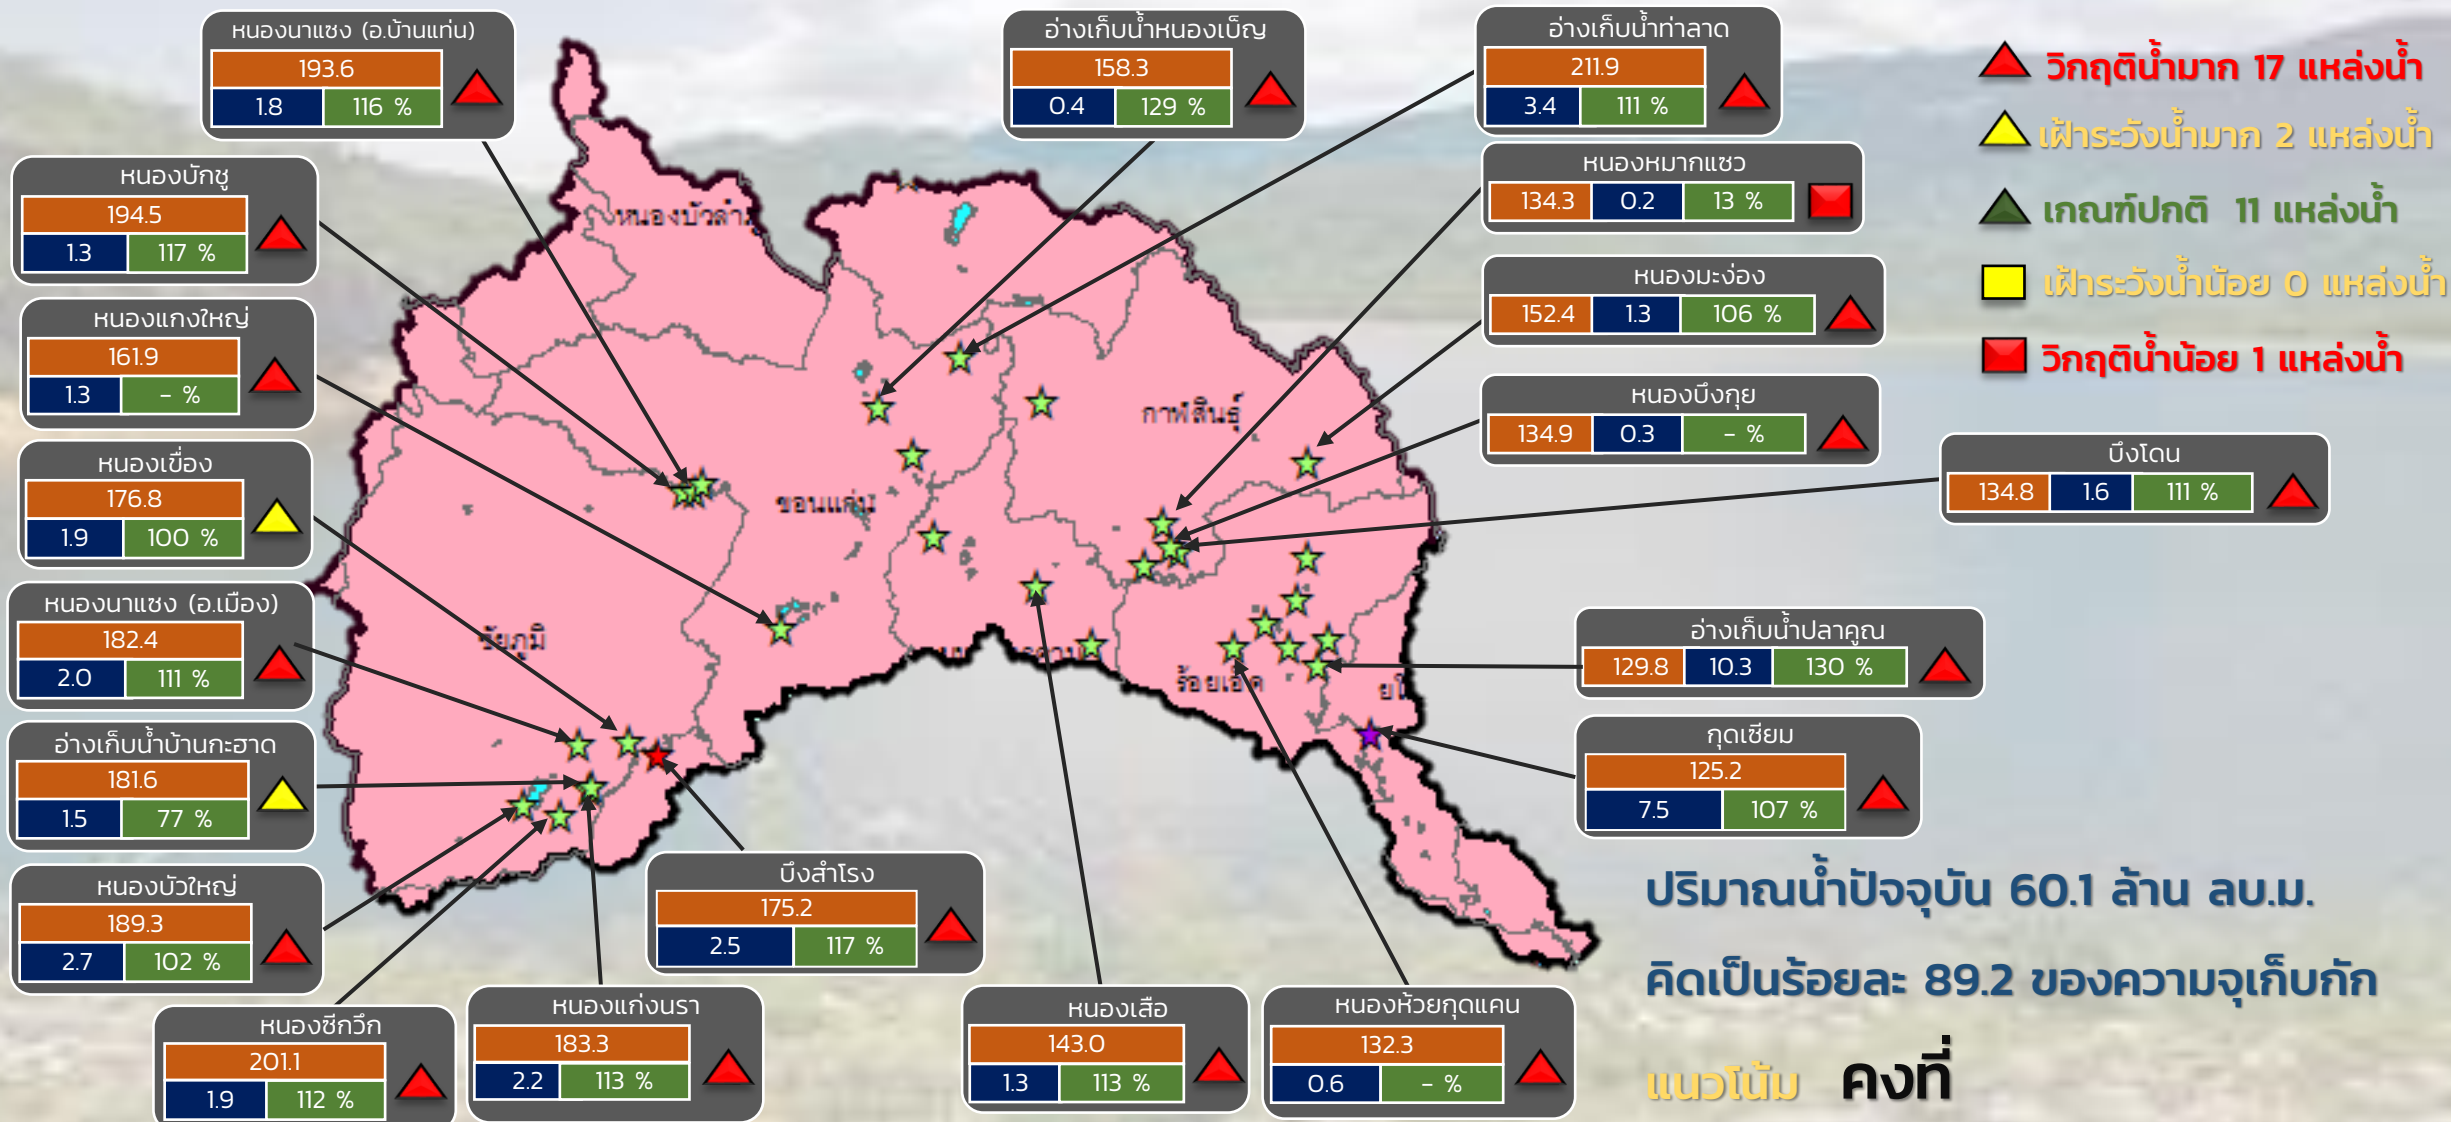 หนองนาแซง (อ.บ้านแท่น)
193.6
1.8 116 %
อ่างเก็บน้ำหนองเบ็ญ
158.3
0.4 129 %
อ่างเก็บน้ำท่าลาด
211.9
3.4 111 %
วิกฤติน้ำมาก 17 แหล่งน้ำ
เฝ้าระวังน้ำมาก 2 แหล่งน้ำ
เกณฑ์ปกติ 11 แหล่งน้ำ
เฝ้าระวังน้ำน้อย 0 แหล่งน้ำ
วิกฤติน้ำน้อย 1 แหล่งน้ำ
หนองบักชู
194.5
1.3 117 %
หนองหมากแซว
134.3 0.2 13 %
หนองแกงใหญ่
161.9
1.3 - %
หนองมะง่อง
152.4 1.3 106 %
หนองบึงกุย
134.9 0.3 - %
หนองเขื่อง
176.8
1.9 100 %
บึงโดน
134.8 1.6 111 %
หนองนาแซง (อ.เมือง)
182.4
2.0 111 %
อ่างเก็บน้ำปลาคูณ
129.8 10.3 130 %
อ่างเก็บน้ำบ้านกะฮาด
181.6
1.5 77 %
กุดเซียม
125.2
7.5 107 %
หนองบัวใหญ่
189.3
2.7 102 %
บึงสำโรง
175.2
2.5 117 %
หนองซีกวึก
201.1
1.9 112 %
หนองแก่งนรา
183.3
2.2 113 %
หนองเสือ
143.0
1.3 113 %
หนองห้วยกุดแคน
132.3
0.6 - %
กาฬสินธุ์
ขอนแก่น
ชัยภูมิ
ร้อยเอ็ด
ปริมาณน้ำปัจจุบัน 60.1 ล้าน ลบ.ม.
คิดเป็นร้อยละ 89.2 ของความจุเก็บกัก
แนวโน้ม คงที่